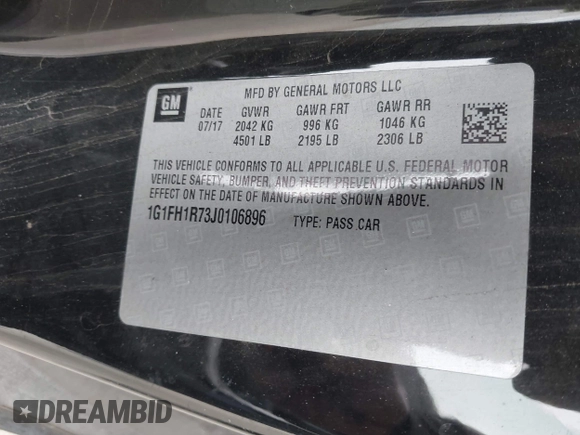 GM
MFD BY GENERAL MOTORS LLC
DATE GVWR GAWR FRT GAWR RR
07/17 2042 KG 996 KG 1046 KG
4501 LB 2195 LB 2306 LB
THIS VEHICLE CONFORMS TO ALL APPLICABLE U.S. FEDERAL MOTOR
VEHICLE SAFETY, BUMPER, AND THEFT PREVENTION STANDARDS IN
EFFECT ON THE DATE OF MANUFACTURE SHOWN ABOVE.
1G1FH1R73J0106896 TYPE: PASS CAR
DREAMBID